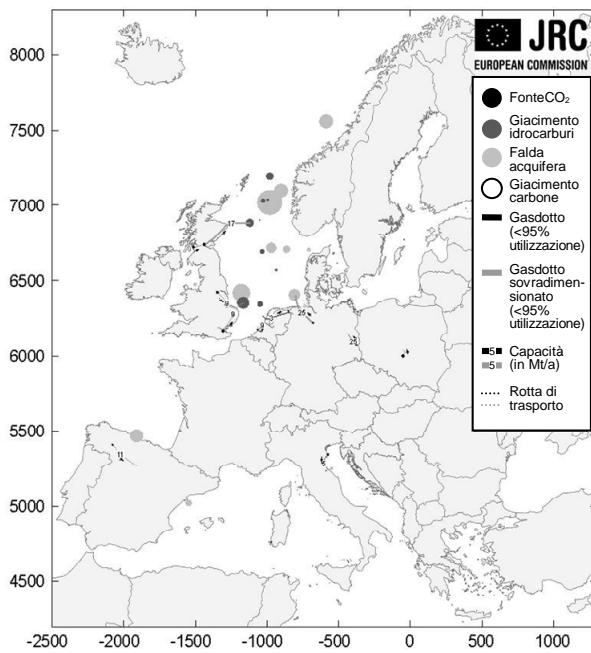 8000
7500
7000
6500
6000
5500
5000
4500
-2500
-2000
-1500
-1000
-500
0
500
1000
JRC
EUROPEAN COMMISSION
FonteCO₂
Giacimento
idrocarburi
Falda
acquifera
Giacimento
carbone
Gasdotto
(<95%
utilizzazione)
Gasdotto
sovradimen-
sionato
(<95%
utilizzazione)
5
5
Capacità
(in Mt/a)
Rotta di
trasporto
17
9
9
11